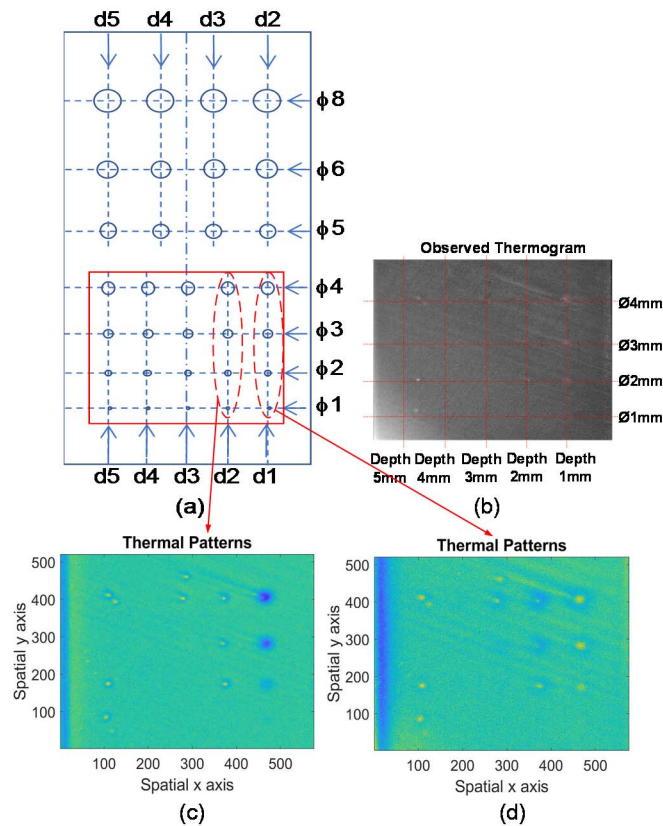 d5 d4 d3 d2
ϕ8
ϕ6
ϕ5
ϕ4
ϕ3
ϕ2
ϕ1
d5 d4 d3 d2 d1
(a)
Observed Thermogram
Ø4mm
Ø3mm
Ø2mm
Ø1mm
Depth Depth Depth Depth Depth
5mm 4mm 3mm 2mm 1mm
(b)
Thermal Patterns
500
400
300
200
100
100 200 300 400 500
Spatial y axis
Spatial x axis
(c)
Thermal Patterns
500
400
300
200
100
100 200 300 400 500
Spatial y axis
Spatial x axis
(d)